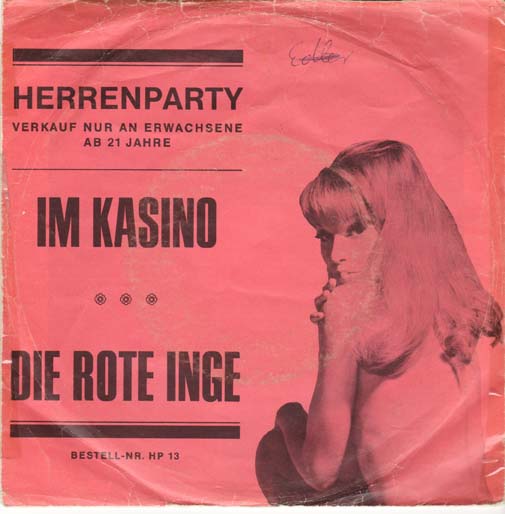 HERRENPARTY
VERKAUF NUR AN ERWACHSENE
AB 21 JAHRE
IM KASINO
DIE ROTE INGE
BESTELL-NR. HP 13